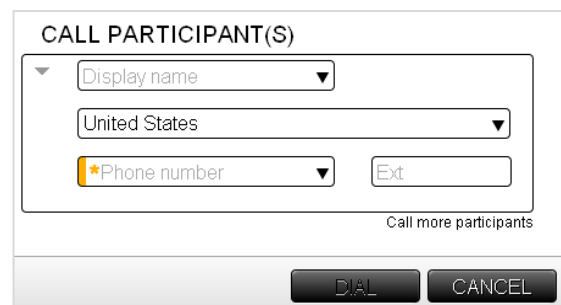 CALL PARTICIPANT(S)
Display name
United States
*Phone number Ext
Call more participants
DIAL CANCEL